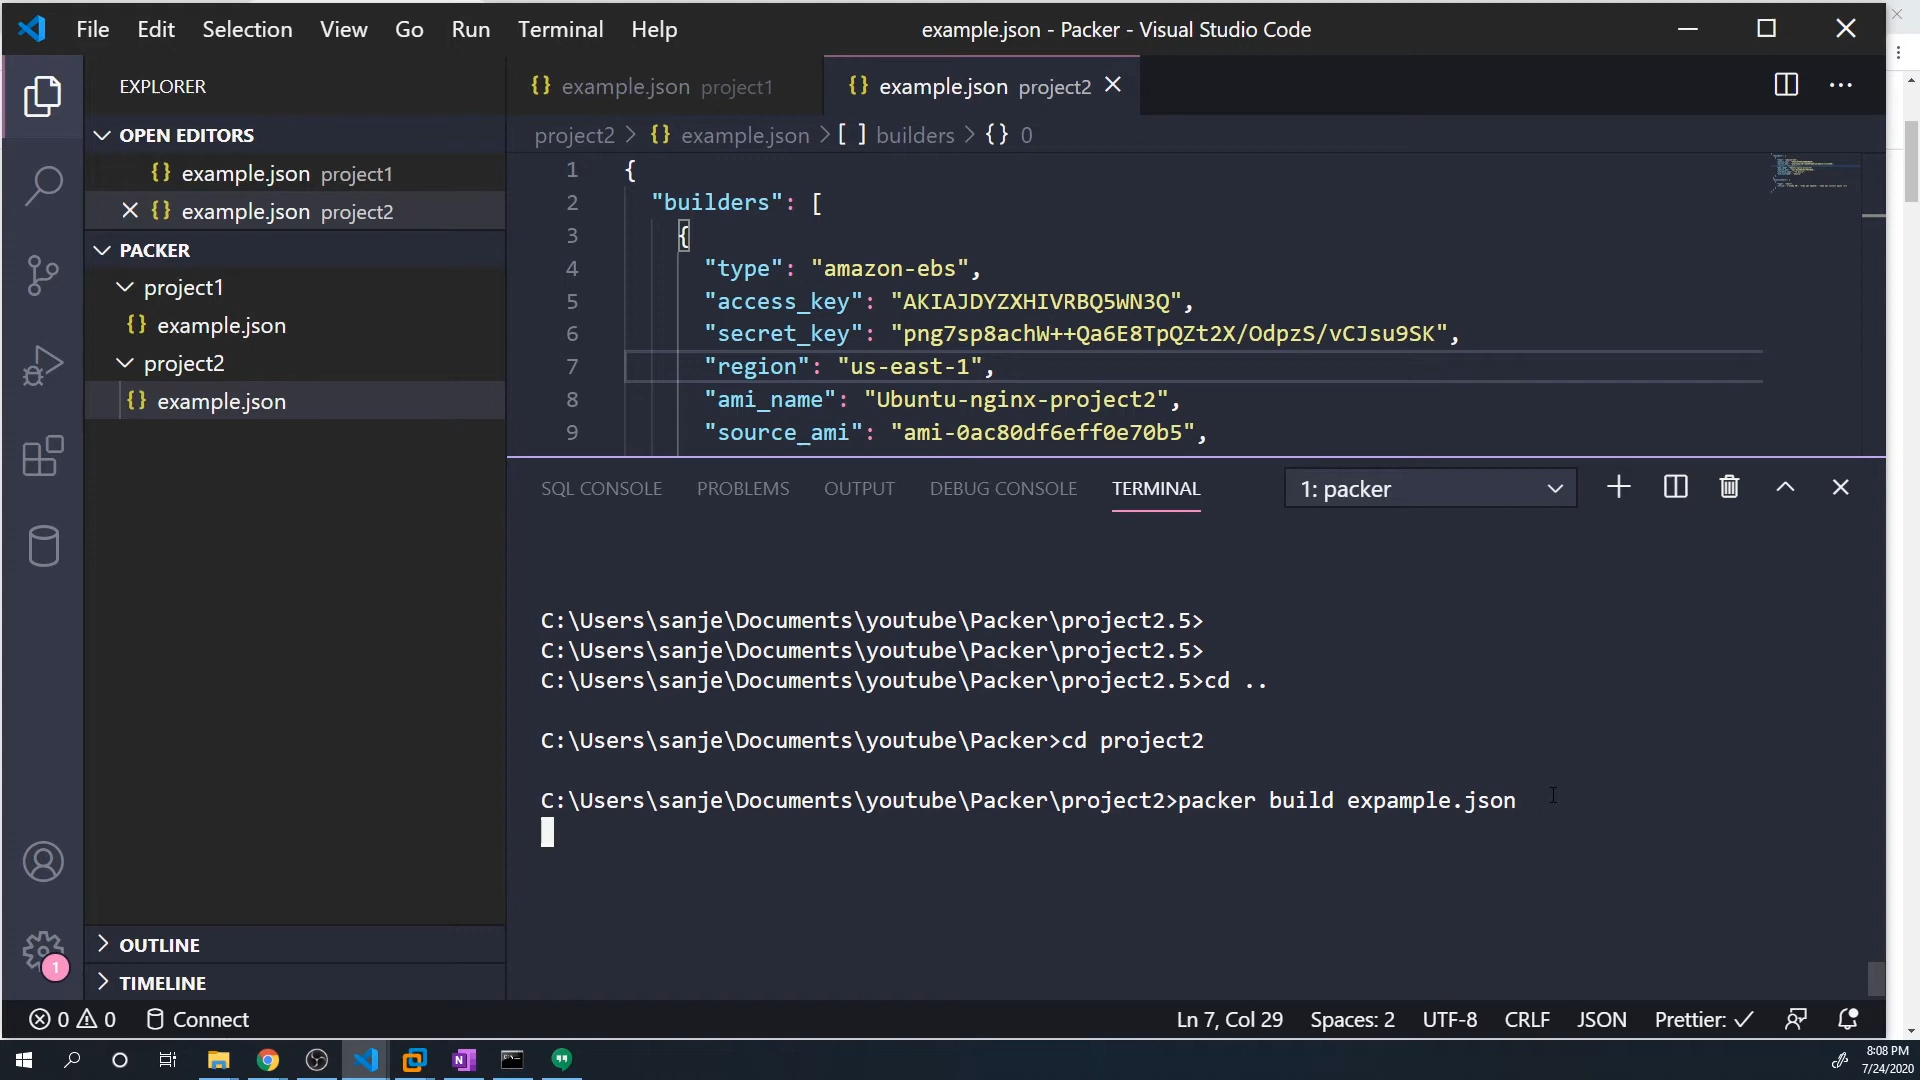 File Edit Selection View Go Run Terminal Help
example.json - Packer - Visual Studio Code
EXPLORER
OPEN EDITORS
{} example.json project1
{} example.json project2
PACKER
project1
{} example.json
project2
{} example.json
OUTLINE
TIMELINE
{} example.json project1
{} example.json project2
project2 > {} example.json > [ ] builders > {} 0
1 {
2 "builders": [
3 {
4 "type": "amazon-ebs",
5 "access_key": "AKIAJDYZXHIVRBQ5WN3Q",
6 "secret_key": "png7sp8achW++Qa6E8TpQZt2X/OdpzS/vCJsu9SK",
7 "region": "us-east-1",
8 "ami_name": "Ubuntu-nginx-project2",
9 "source_ami": "ami-0ac80df6eff0e70b5",
SQL CONSOLE PROBLEMS OUTPUT DEBUG CONSOLE TERMINAL
1: packer
C:\Users\sanje\Documents\youtube\Packer\project2.5>
C:\Users\sanje\Documents\youtube\Packer\project2.5>
C:\Users\sanje\Documents\youtube\Packer\project2.5>cd ..
C:\Users\sanje\Documents\youtube\Packer>cd project2
C:\Users\sanje\Documents\youtube\Packer\project2>packer build expample.json
1
0 0 Connect
Ln 7, Col 29 Spaces: 2 UTF-8 CRLF JSON Prettier: ✓
8:08 PM
7/24/2020